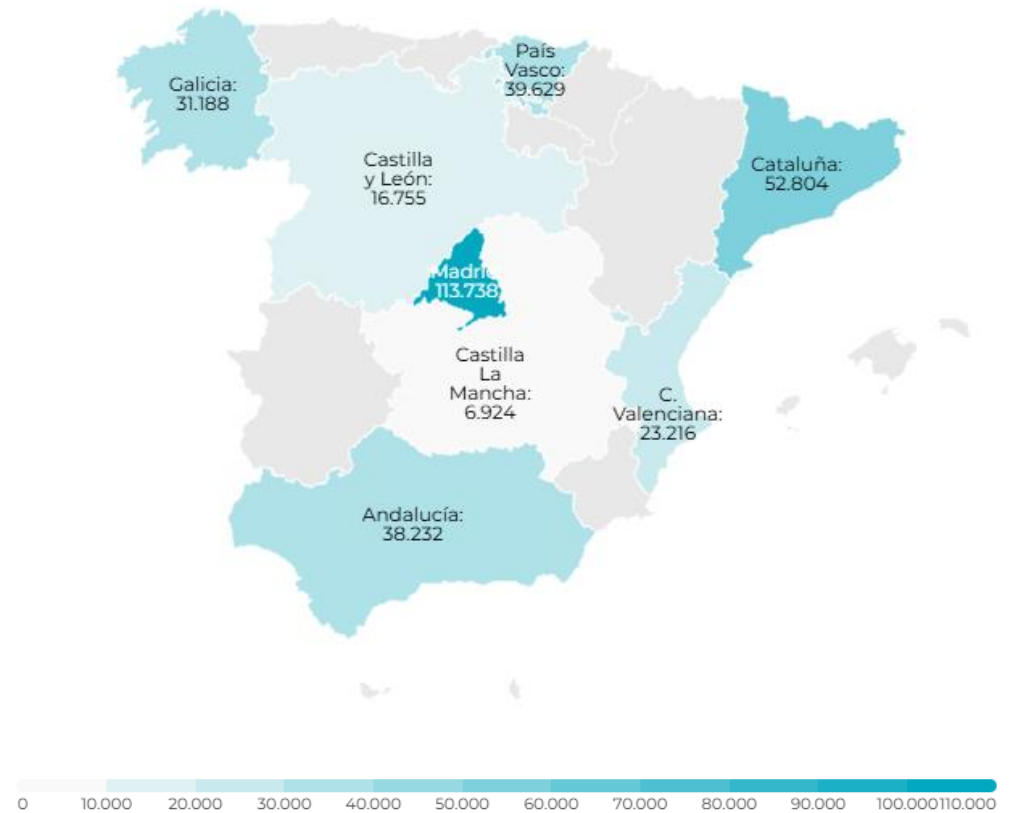 País
Vasco:
39.629
Galicia:
31.188
Castilla
y León:
16.755
Cataluña:
52.804
Madri
113.738
Castilla
La
Mancha:
6.924
C.
Valenciana:
23.216
Andalucía:
38.232
0 10.000 20.000 30.000 40.000 50.000 60.000 70.000 80.000 90.000 100.000110.000